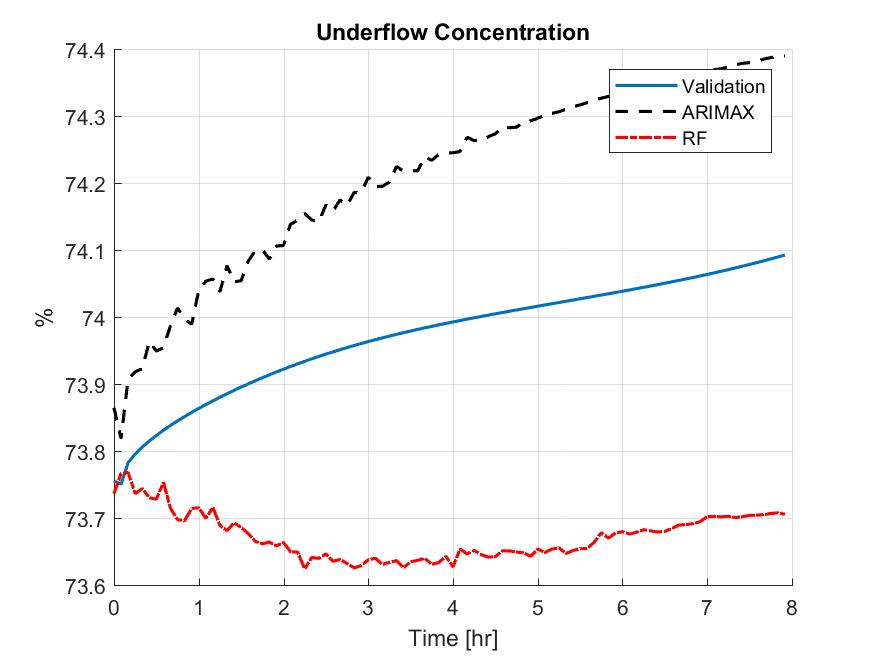 Underflow Concentration
74.4
74.3
74.2
74.1
74
73.9
73.8
73.7
73.6
%
Validation
ARIMAX
RF
0 1 2 3 4 5 6 7 8
Time [hr]